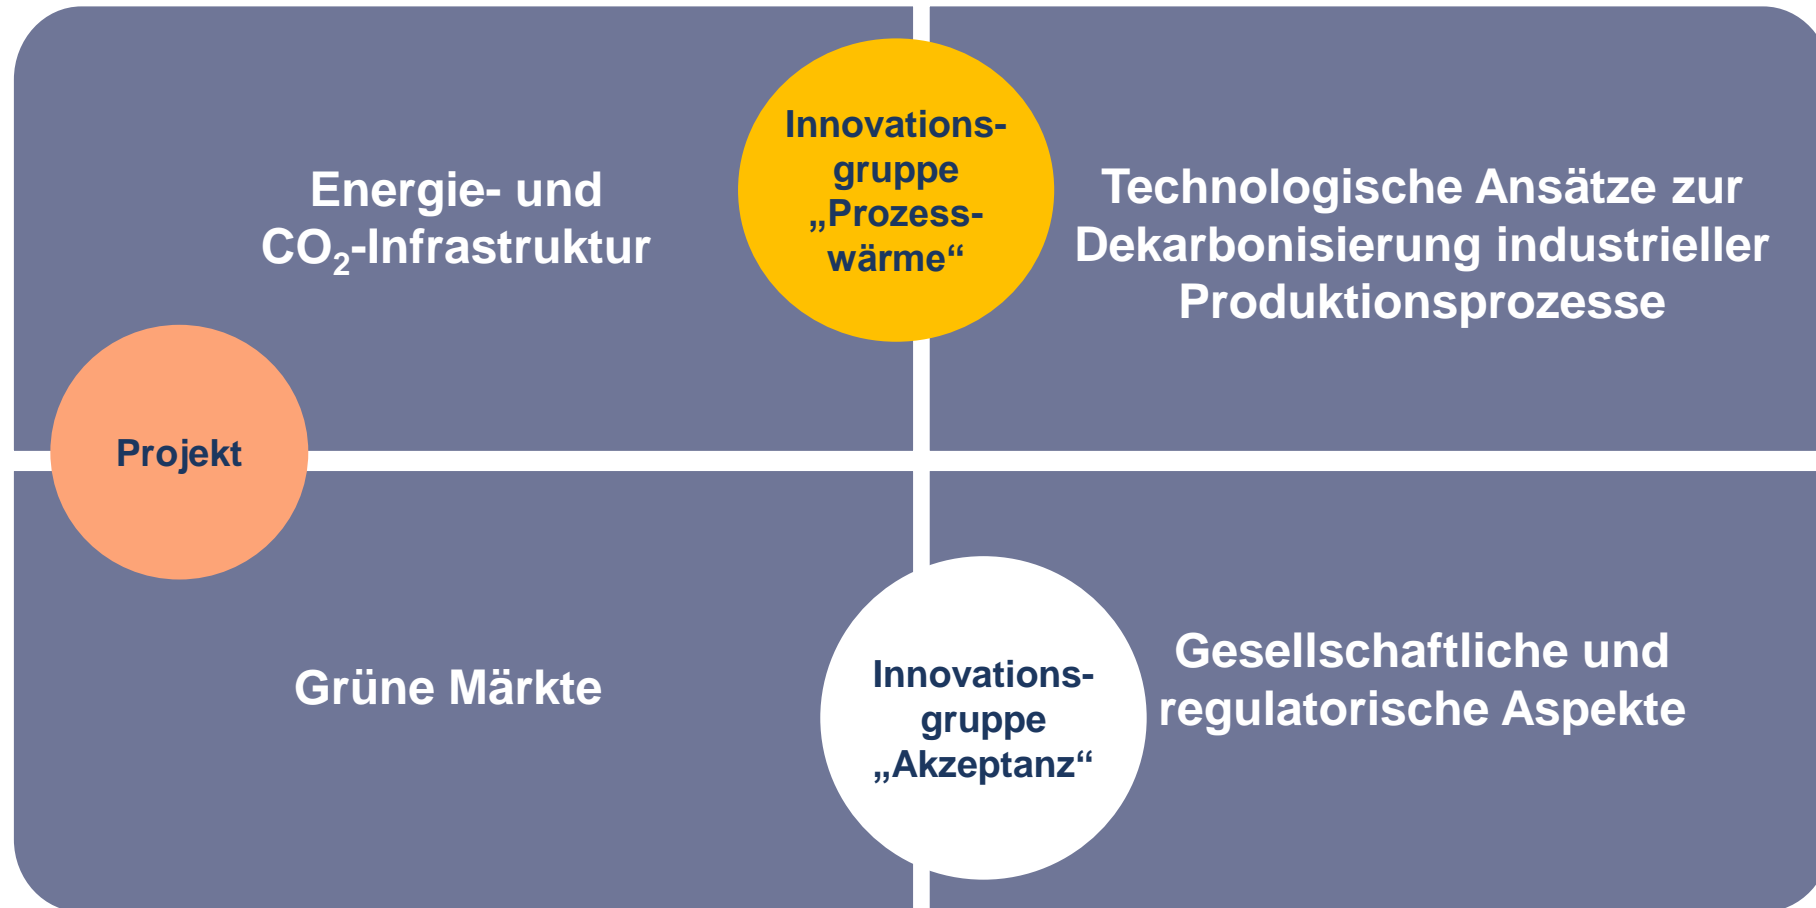 Energie- und
CO₂-Infrastruktur
Innovations-
gruppe
„Prozess-
wärme“
Technologische Ansätze zur
Dekarbonisierung industrieller
Produktionsprozesse
Projekt
Grüne Märkte
Innovations-
gruppe
„Akzeptanz“
Gesellschaftliche und
regulatorische Aspekte